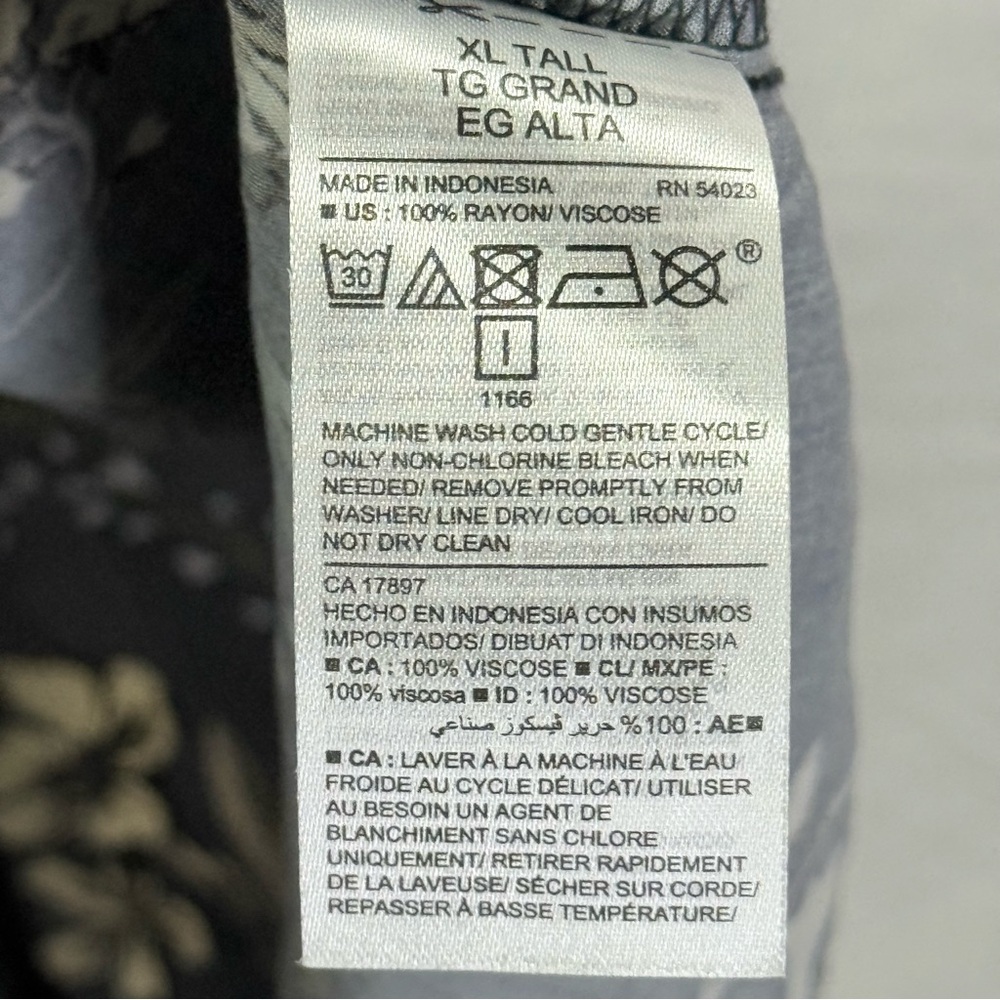 XL TALL
TG GRAND
EG ALTA
MADE IN INDONESIA RN 54023
■ US : 100% RAYON/ VISCOSE
30
®
1166
MACHINE WASH COLD GENTLE CYCLE/
ONLY NON-CHLORINE BLEACH WHEN
NEEDED/ REMOVE PROMPTLY FROM
WASHER/ LINE DRY/ COOL IRON/ DO
NOT DRY CLEAN
CA 17897
HECHO EN INDONESIA CON INSUMOS
IMPORTADOS/ DIBUAT DI INDONESIA
■ CA : 100% VISCOSE ■ CL/ MX/PE :
100% viscosa ■ ID : 100% VISCOSE
■AE : 100% حرير ڤيسكوز صناعي
■ CA : LAVER À LA MACHINE À L'EAU
FROIDE AU CYCLE DÉLICAT/ UTILISER
AU BESOIN UN AGENT DE
BLANCHIMENT SANS CHLORE
UNIQUEMENT/ RETIRER RAPIDEMENT
DE LA LAVEUSE/ SÉCHER SUR CORDE/
REPASSER À BASSE TEMPÉRATURE/